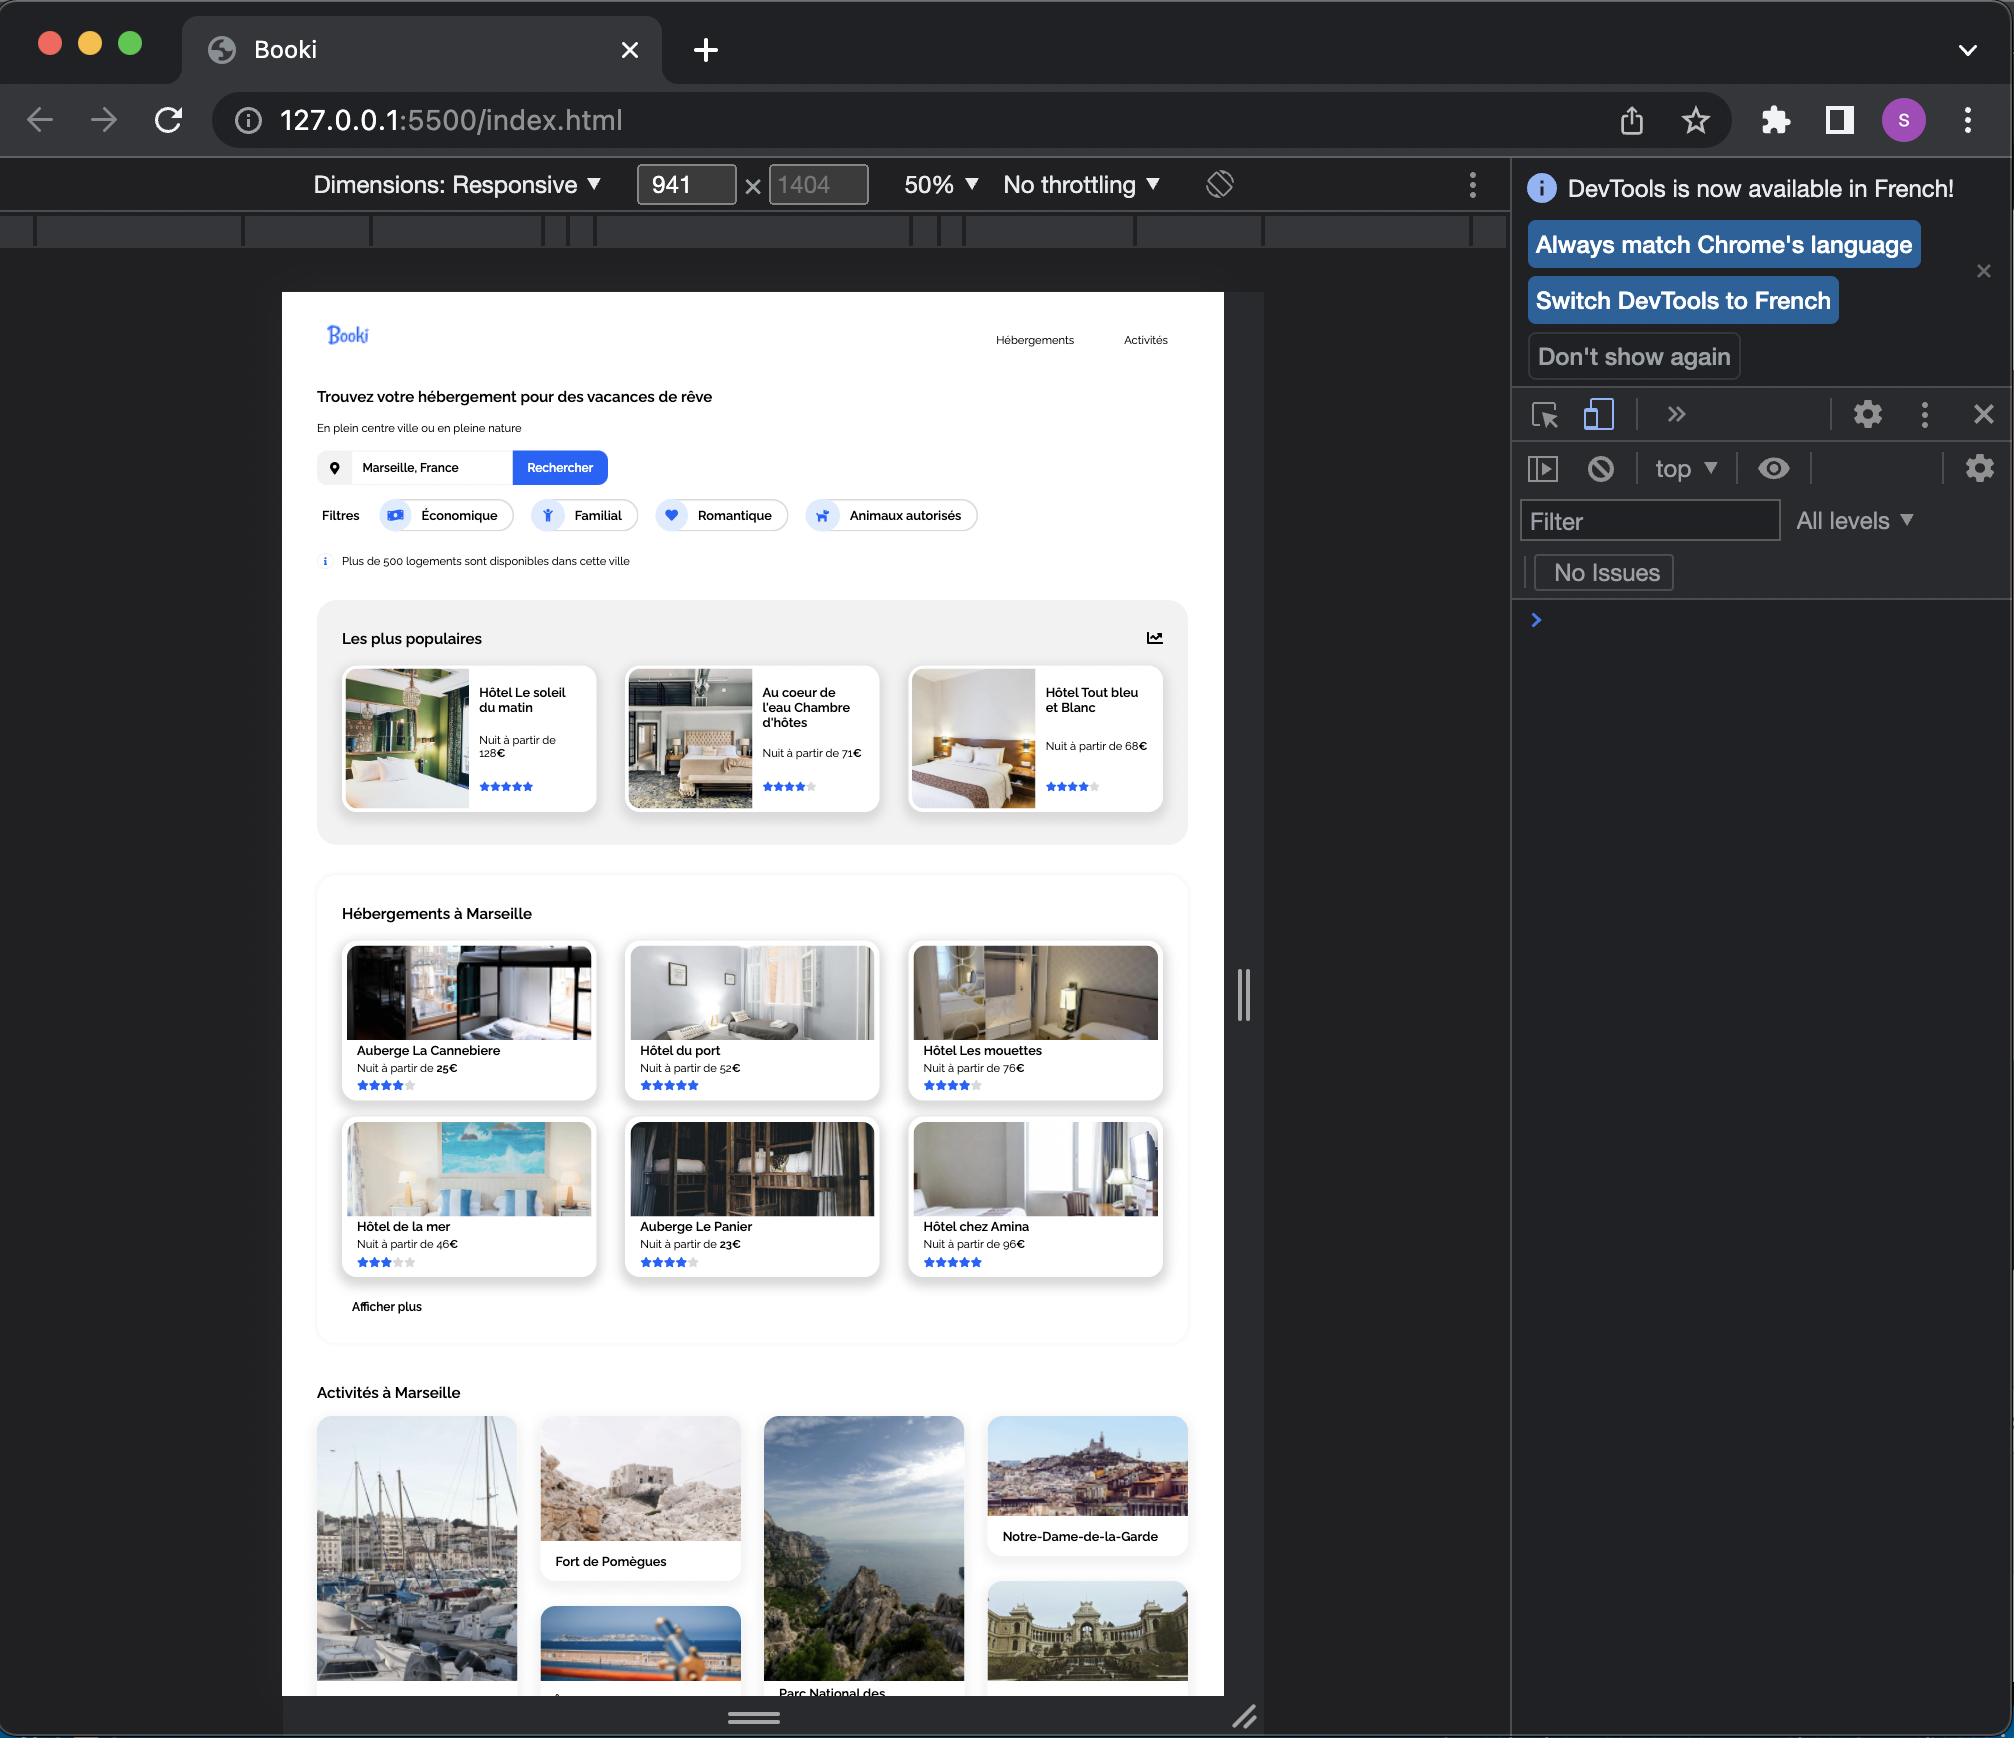 Booki
127.0.0.1:5500/index.html
S
Dimensions: Responsive
941
1404
50%
No throttling
DevTools is now available in French!
Always match Chrome's language
Switch DevTools to French
Don't show again
top
Filter
All levels
No Issues
Booki
Hébergements
Activités
Trouvez votre hébergement pour des vacances de rêve
En plein centre ville ou en pleine nature
Marseille, France
Rechercher
Filtres
Économique
Familial
Romantique
Animaux autorisés
Plus de 500 logements sont disponibles dans cette ville
Les plus populaires
Hôtel Le soleil
du matin
Nuit à partir de
128€
Au coeur de
l'eau Chambre
d'hôtes
Nuit à partir de 71€
Hôtel Tout bleu
et Blanc
Nuit à partir de 68€
Hébergements à Marseille
Auberge La Cannebiere
Nuit à partir de 25€
Hôtel du port
Nuit à partir de 52€
Hôtel Les mouettes
Nuit à partir de 76€
Hôtel de la mer
Nuit à partir de 46€
Auberge Le Panier
Nuit à partir de 23€
Hôtel chez Amina
Nuit à partir de 96€
Afficher plus
Activités à Marseille
Fort de Pomègues
Notre-Dame-de-la-Garde
Parc National des